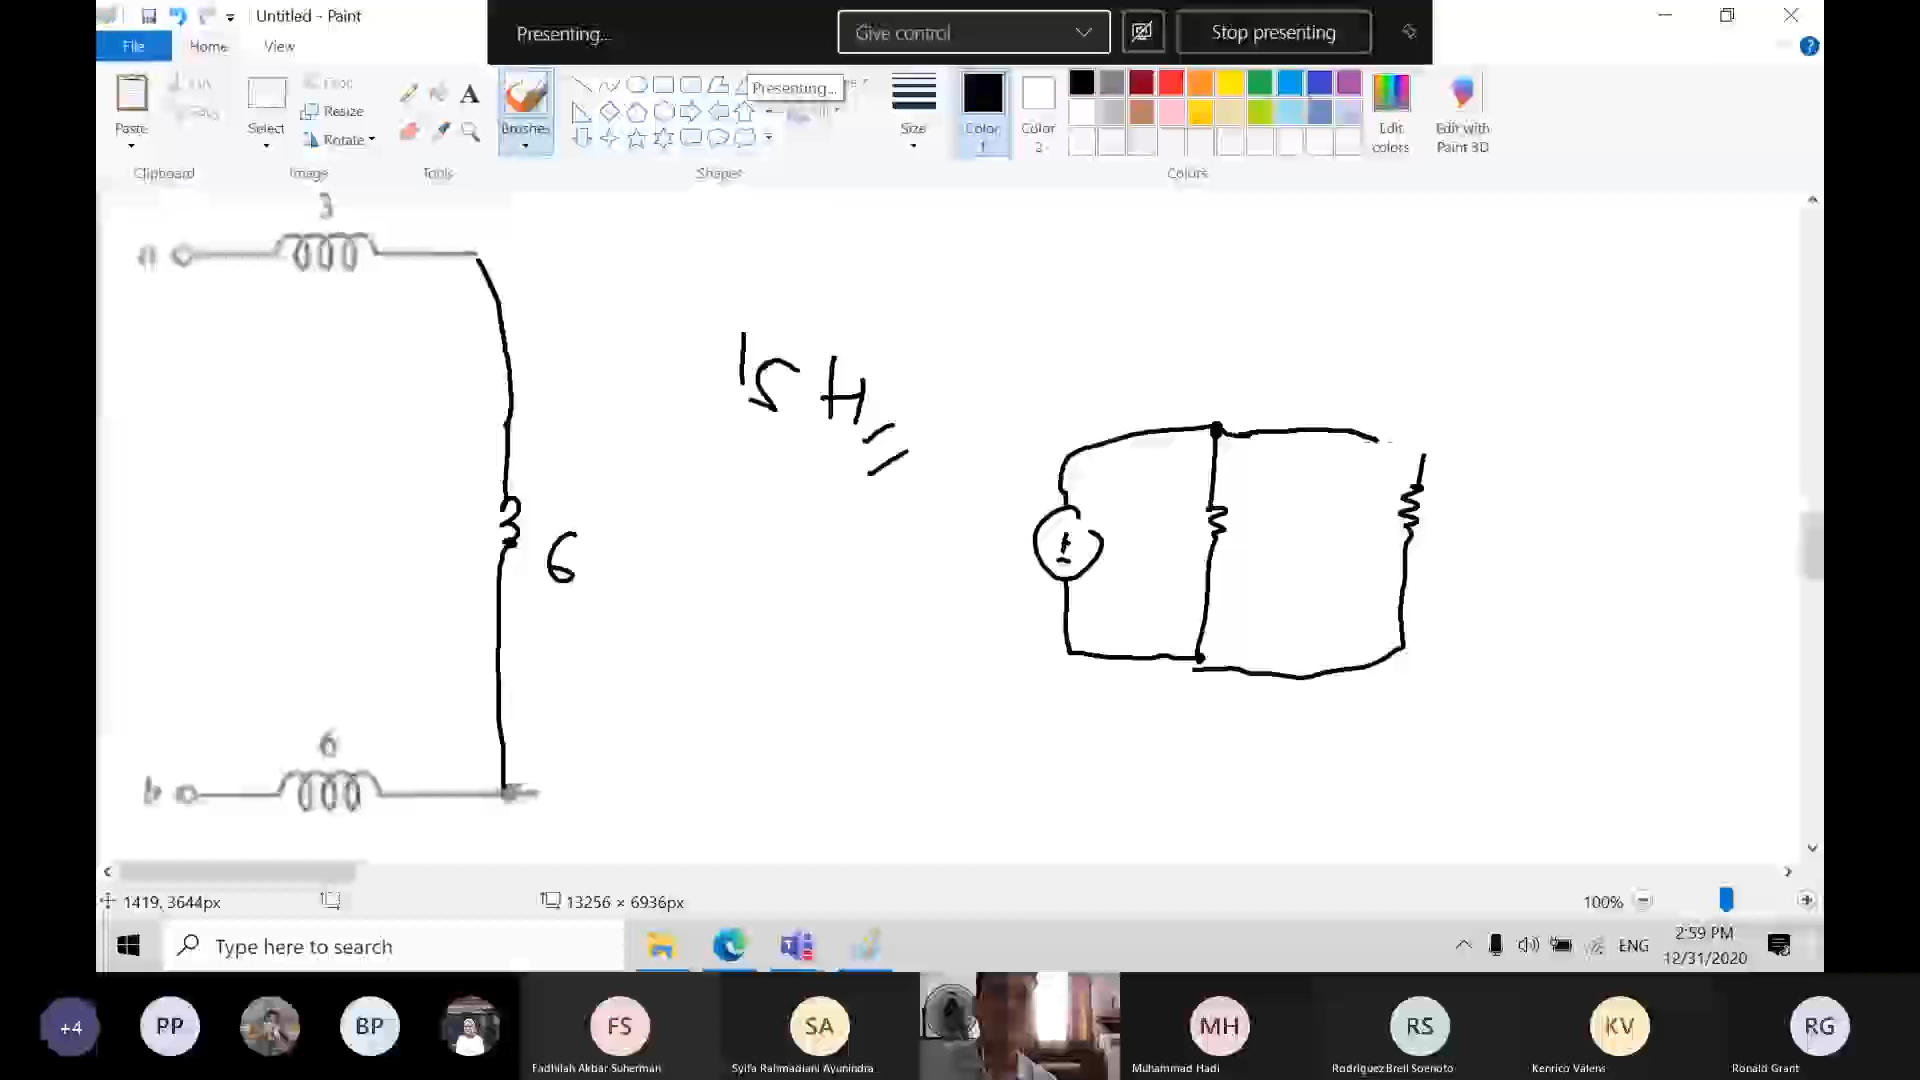 Untitled - Paint
Presenting...
Give control
Stop presenting
File
Home
View
Presenting...
Paste
Select
Crop
Resize
Rotate
A
Brushes
Size
Color
1
Color
2
Edit
colors
Edit with
Paint 3D
Clipboard
Image
Tools
Shapes
Colors
3
a
15 H
6
6
b
1419, 3644px
13256 × 6936px
100%
Type here to search
ENG
2:59 PM
12/31/2020
+4
PP
BP
FS
SA
MH
RS
KV
RG
Fadhilah Akbar Suherman
Syifa Rahmadiani Ayunindra
Muhammad Hadi
Rodriguez Breil Soenoto
Kenrico Valens
Ronald Grant